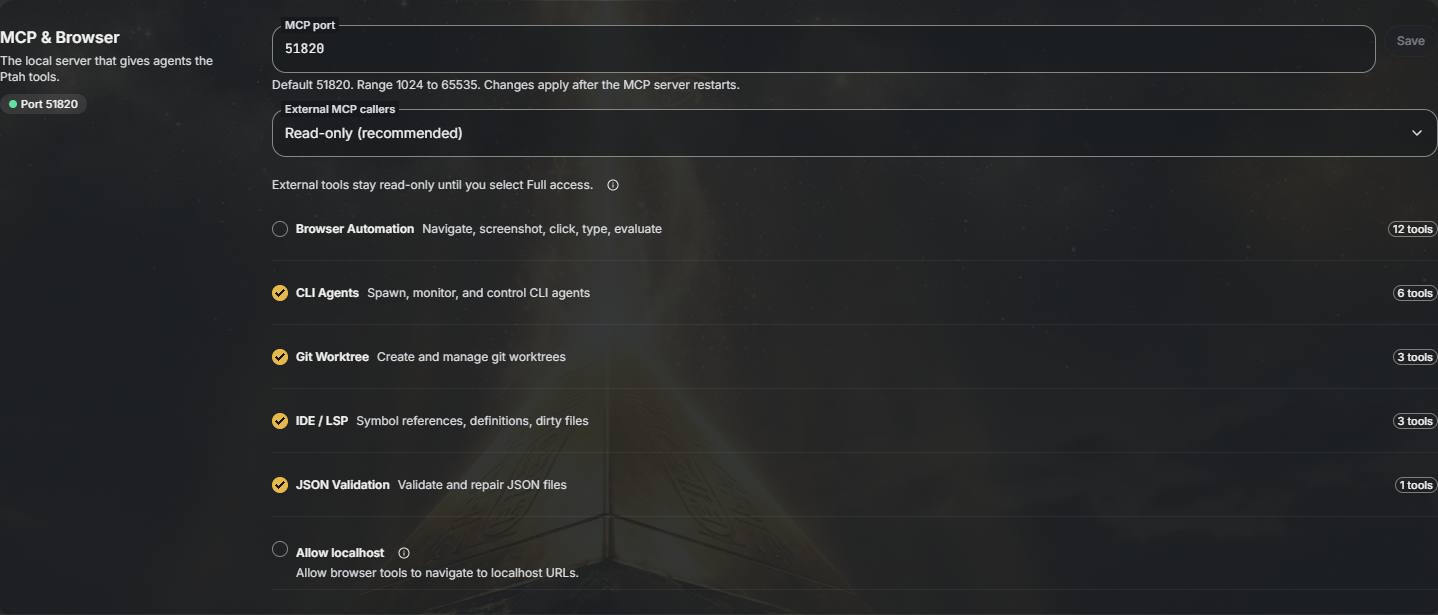 MCP & Browser
The local server that gives agents the
Ptah tools.
Port 51820
MCP port
51820
Save
Default 51820. Range 1024 to 65535. Changes apply after the MCP server restarts.
External MCP callers
Read-only (recommended)
External tools stay read-only until you select Full access.
Browser Automation Navigate, screenshot, click, type, evaluate 12 tools
CLI Agents Spawn, monitor, and control CLI agents 6 tools
Git Worktree Create and manage git worktrees 3 tools
IDE / LSP Symbol references, definitions, dirty files 3 tools
JSON Validation Validate and repair JSON files 1 tools
Allow localhost
Allow browser tools to navigate to localhost URLs.